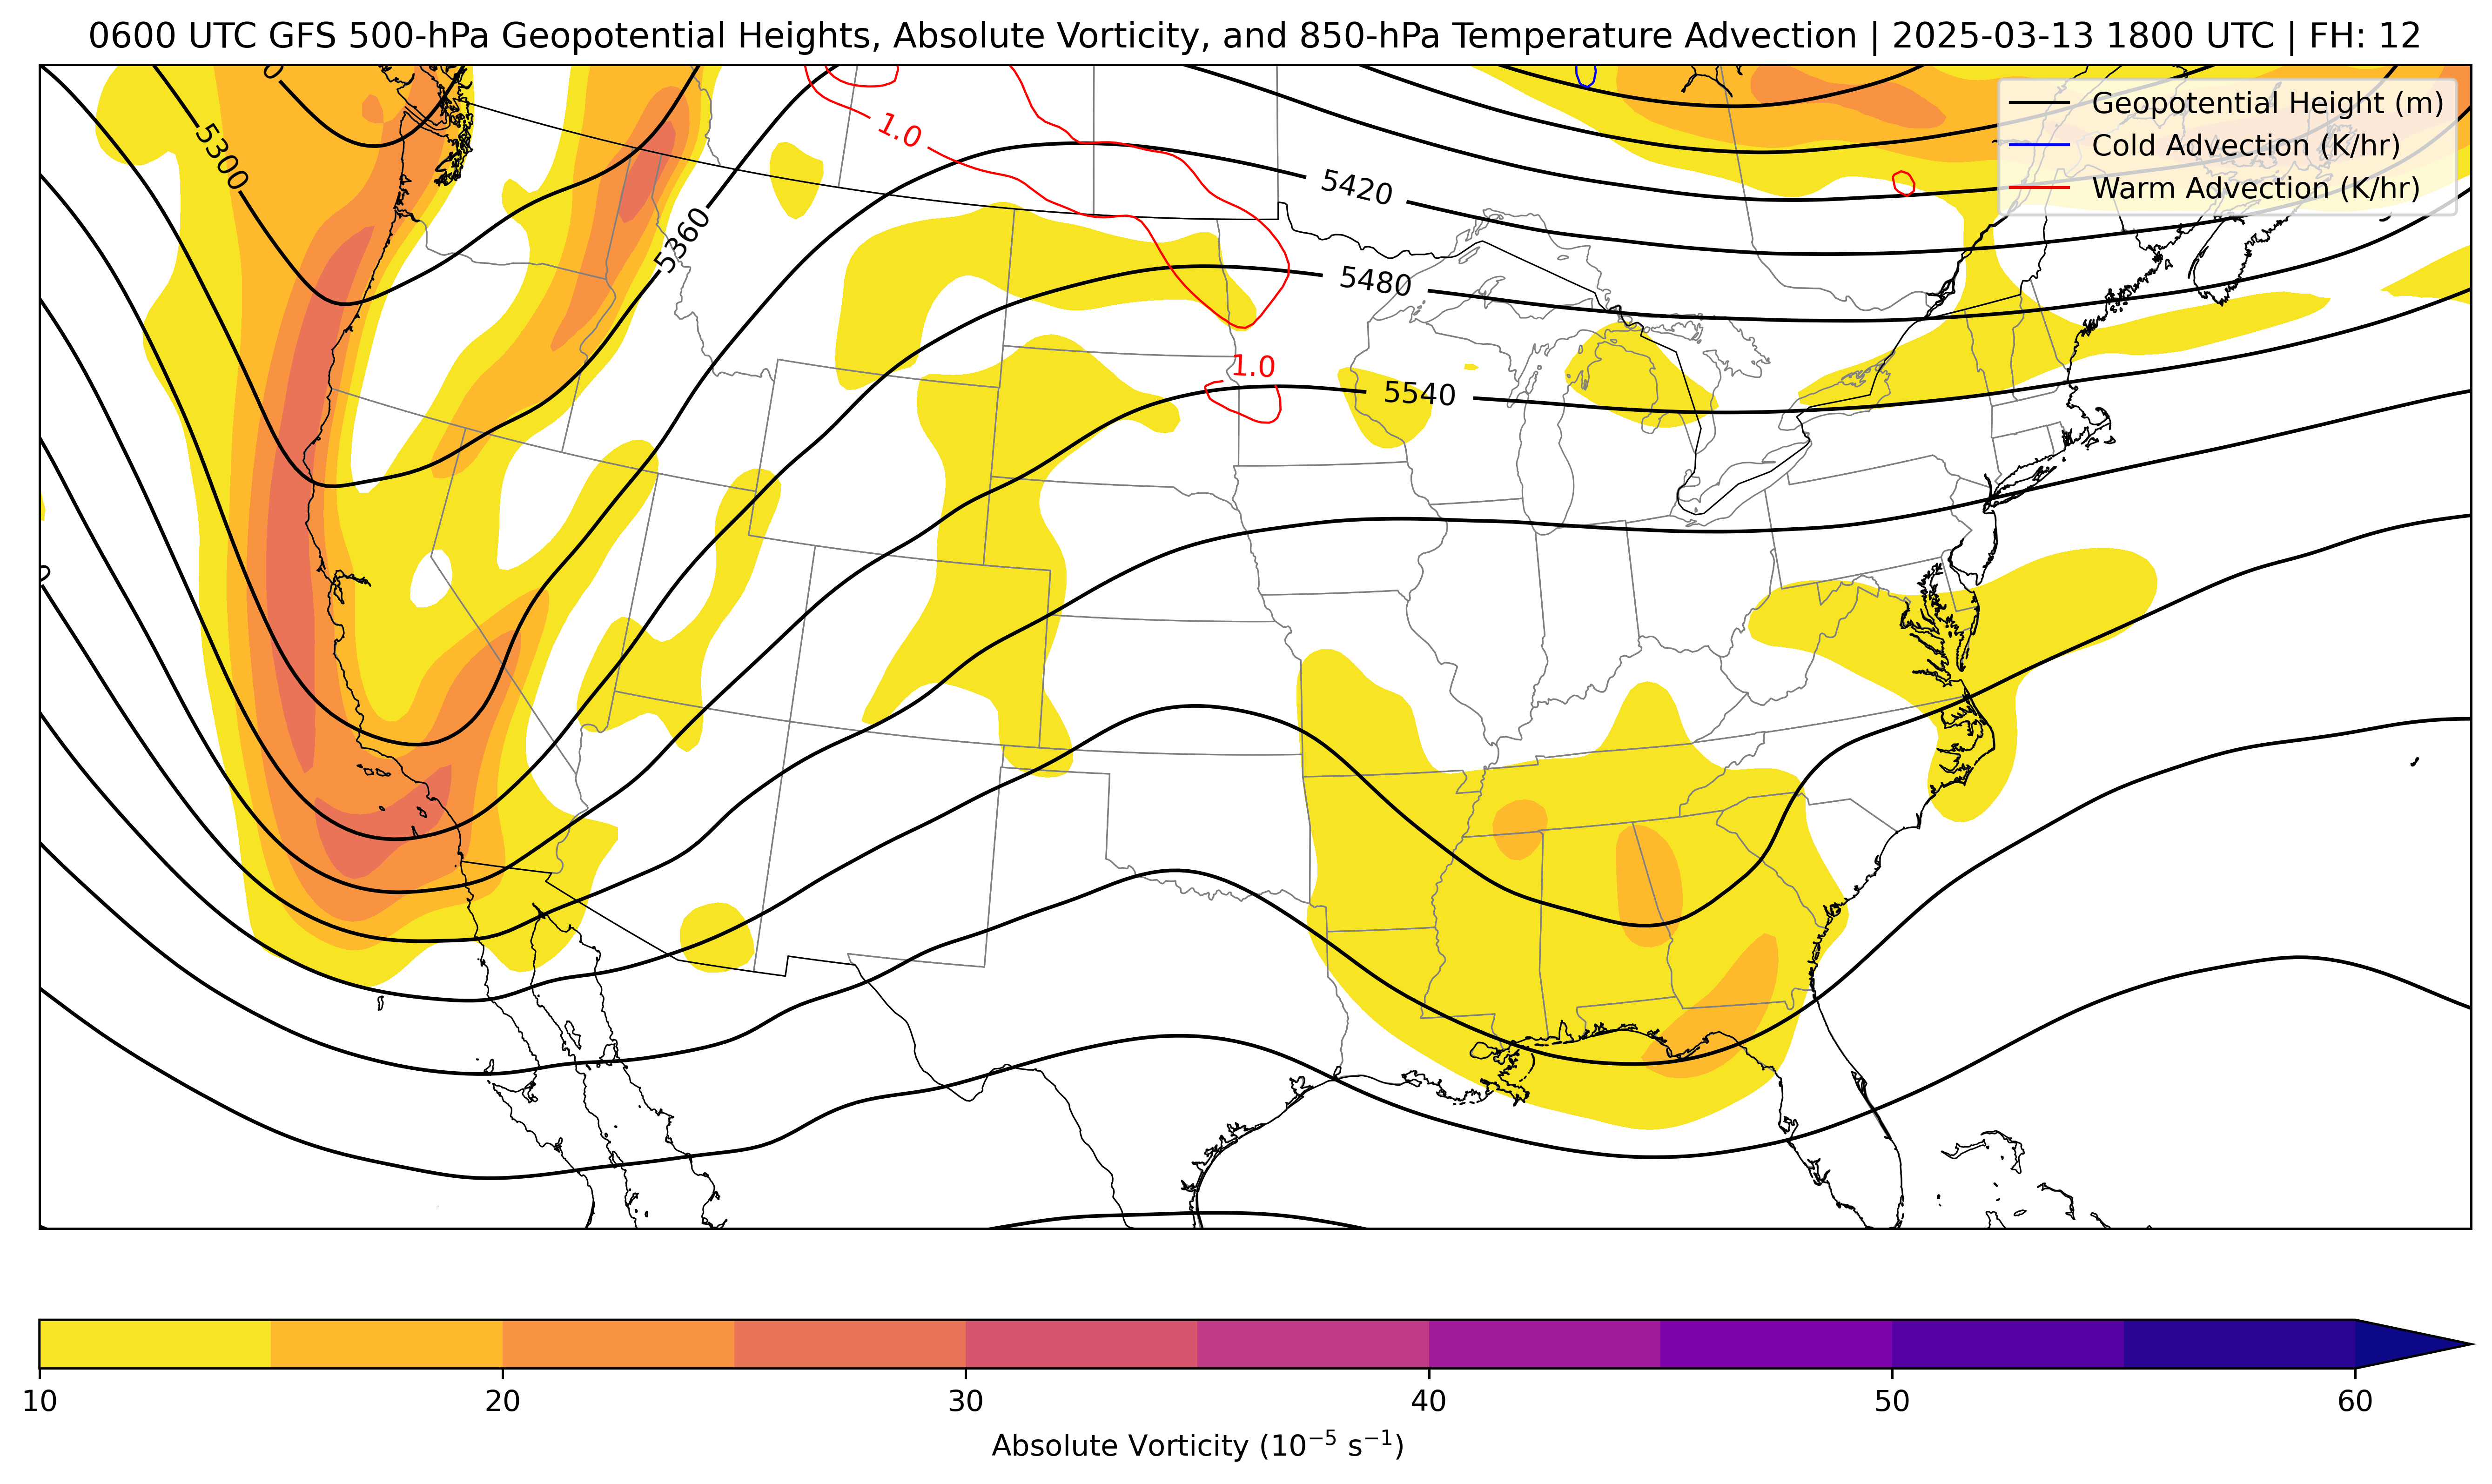 0600 UTC GFS 500-hPa Geopotential Heights, Absolute Vorticity, and 850-hPa Temperature Advection | 2025-03-13 1800 UTC | FH: 12
Geopotential Height (m)
Cold Advection (K/hr)
Warm Advection (K/hr)
5300
1.0
5420
5360
5480
1.0
5540
10 20 30 40 50 60
Absolute Vorticity (10⁻⁵ s⁻¹)